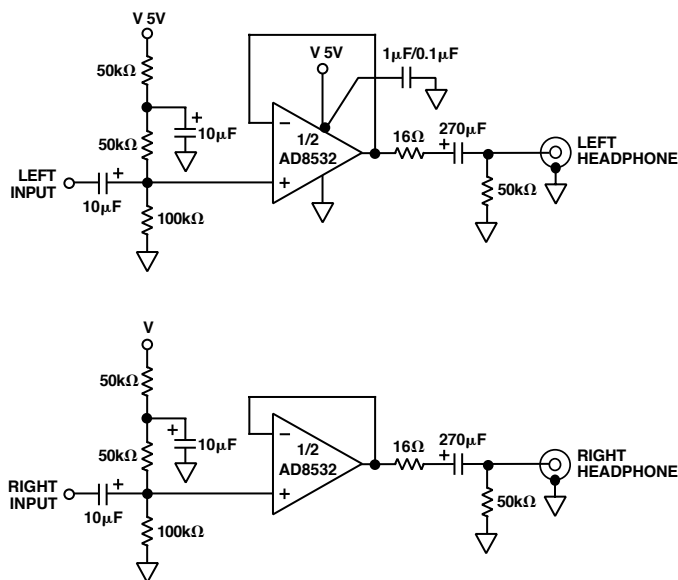 V 5V
50kΩ
50kΩ
+
10μF
LEFT
INPUT
+
10μF
100kΩ
V 5V
1μF/0.1μF
−
1/2
AD8532
+
16Ω
270μF
+
50kΩ
LEFT
HEADPHONE
V
50kΩ
50kΩ
+
10μF
RIGHT
INPUT
+
10μF
100kΩ
−
1/2
AD8532
+
16Ω
270μF
+
50kΩ
RIGHT
HEADPHONE